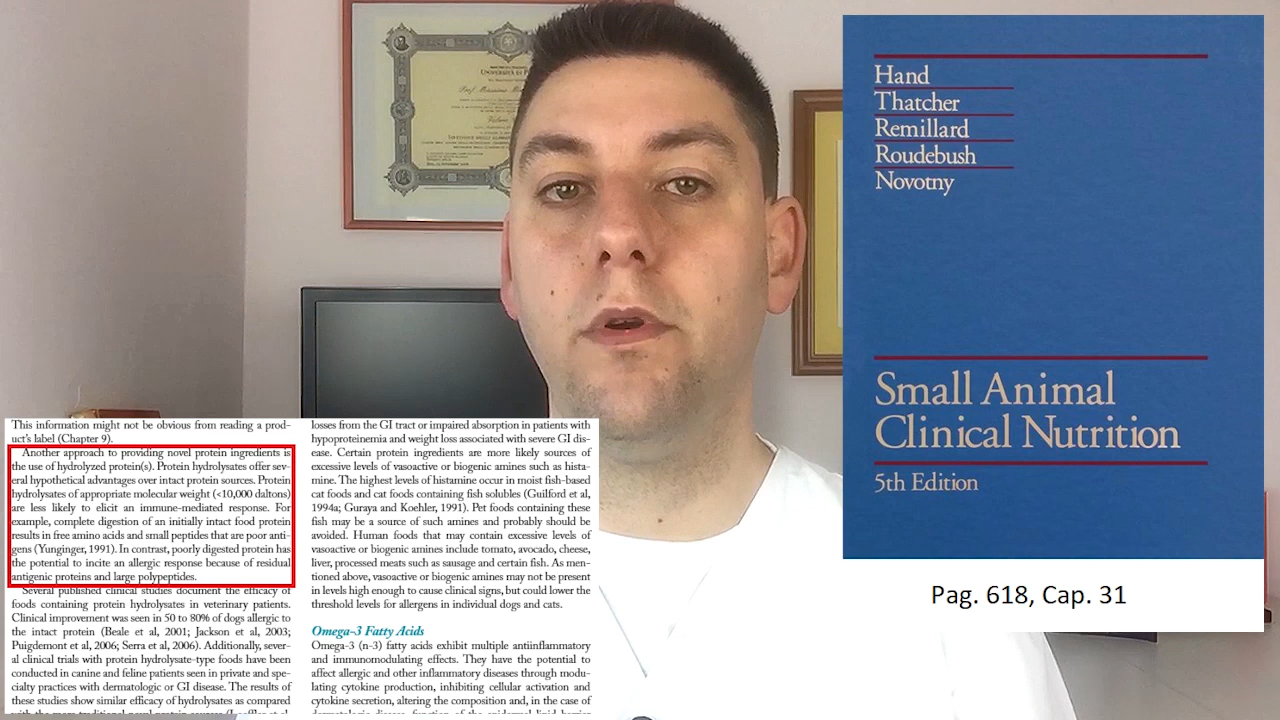 UNIVERSITÀ DI P
Hand
Thatcher
Remillard
Roudebush
Novotny
Small Animal
Clinical Nutrition
5th Edition
Pag. 618, Cap. 31
This information might not be obvious from reading a prod-
uct's label (Chapter 9).
Another approach to providing novel protein ingredients is
the use of hydrolyzed protein(s). Protein hydrolysates offer sev-
eral hypothetical advantages over intact protein sources. Protein
hydrolysates of appropriate molecular weight (<10,000 daltons)
are less likely to elicit an immune-mediated response. For
example, complete digestion of an initially intact food protein
results in free amino acids and small peptides that are poor anti-
gens (Yunginger, 1991). In contrast, poorly digested protein has
the potential to incite an allergic response because of residual
antigenic proteins and large polypeptides.
Several published clinical studies document the efficacy of
foods containing protein hydrolysates in veterinary patients.
Clinical improvement was seen in 50 to 80% of dogs allergic to
the intact protein (Beale et al, 2001; Jackson et al, 2003;
Puigdemont et al, 2006; Serra et al, 2006). Additionally, sever-
al clinical trials with protein hydrolysate-type foods have been
conducted in canine and feline patients seen in private and spe-
cialty practices with dermatologic or GI disease. The results of
these studies show similar efficacy of hydrolysates as compared
losses from the GI tract or impaired absorption in patients with
hypoproteinemia and weight loss associated with severe GI dis-
ease. Certain protein ingredients are more likely sources of
excessive levels of vasoactive or biogenic amines such as hista-
mine. The highest levels of histamine occur in moist fish-based
cat foods and cat foods containing fish solubles (Guilford et al,
1994a; Guraya and Koehler, 1991). Pet foods containing these
fish may be a source of such amines and probably should be
avoided. Human foods that may contain excessive levels of
vasoactive or biogenic amines include tomato, avocado, cheese,
liver, processed meats such as sausage and certain fish. As men-
tioned above, vasoactive or biogenic amines may not be present
in levels high enough to cause clinical signs, but could lower the
threshold levels for allergens in individual dogs and cats.
Omega-3 Fatty Acids
Omega-3 (n-3) fatty acids exhibit multiple antiinflammatory
and immunomodulating effects. They have the potential to
affect allergic and other inflammatory diseases through modu-
lating cytokine production, inhibiting cellular activation and
cytokine secretion, altering the composition and, in the case of